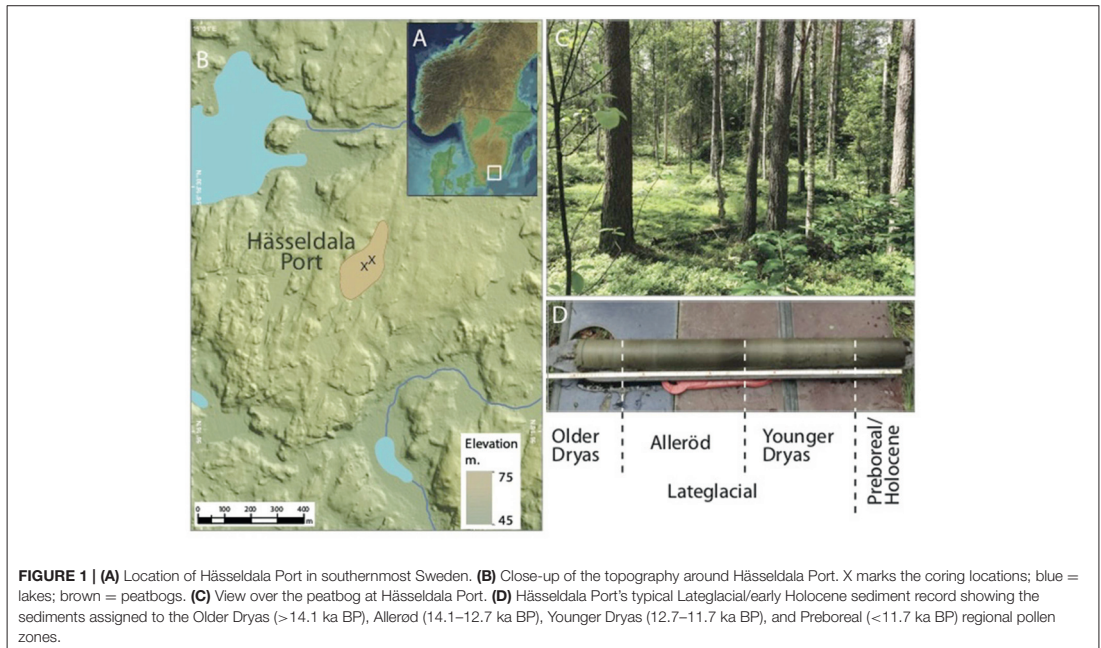 B
A
C
Hässeldala
Port
x x
Elevation
m.
75
45
0 100 200 300 400
m
D
Older
Dryas
Alleröd
Younger
Dryas
Preboreal/
Holocene
Lateglacial
FIGURE 1 | (A) Location of Hässeldala Port in southernmost Sweden. (B) Close-up of the topography around Hässeldala Port. X marks the coring locations; blue =
lakes; brown = peatbogs. (C) View over the peatbog at Hässeldala Port. (D) Hässeldala Port's typical Lateglacial/early Holocene sediment record showing the
sediments assigned to the Older Dryas (>14.1 ka BP), Allerød (14.1–12.7 ka BP), Younger Dryas (12.7–11.7 ka BP), and Preboreal (<11.7 ka BP) regional pollen
zones.